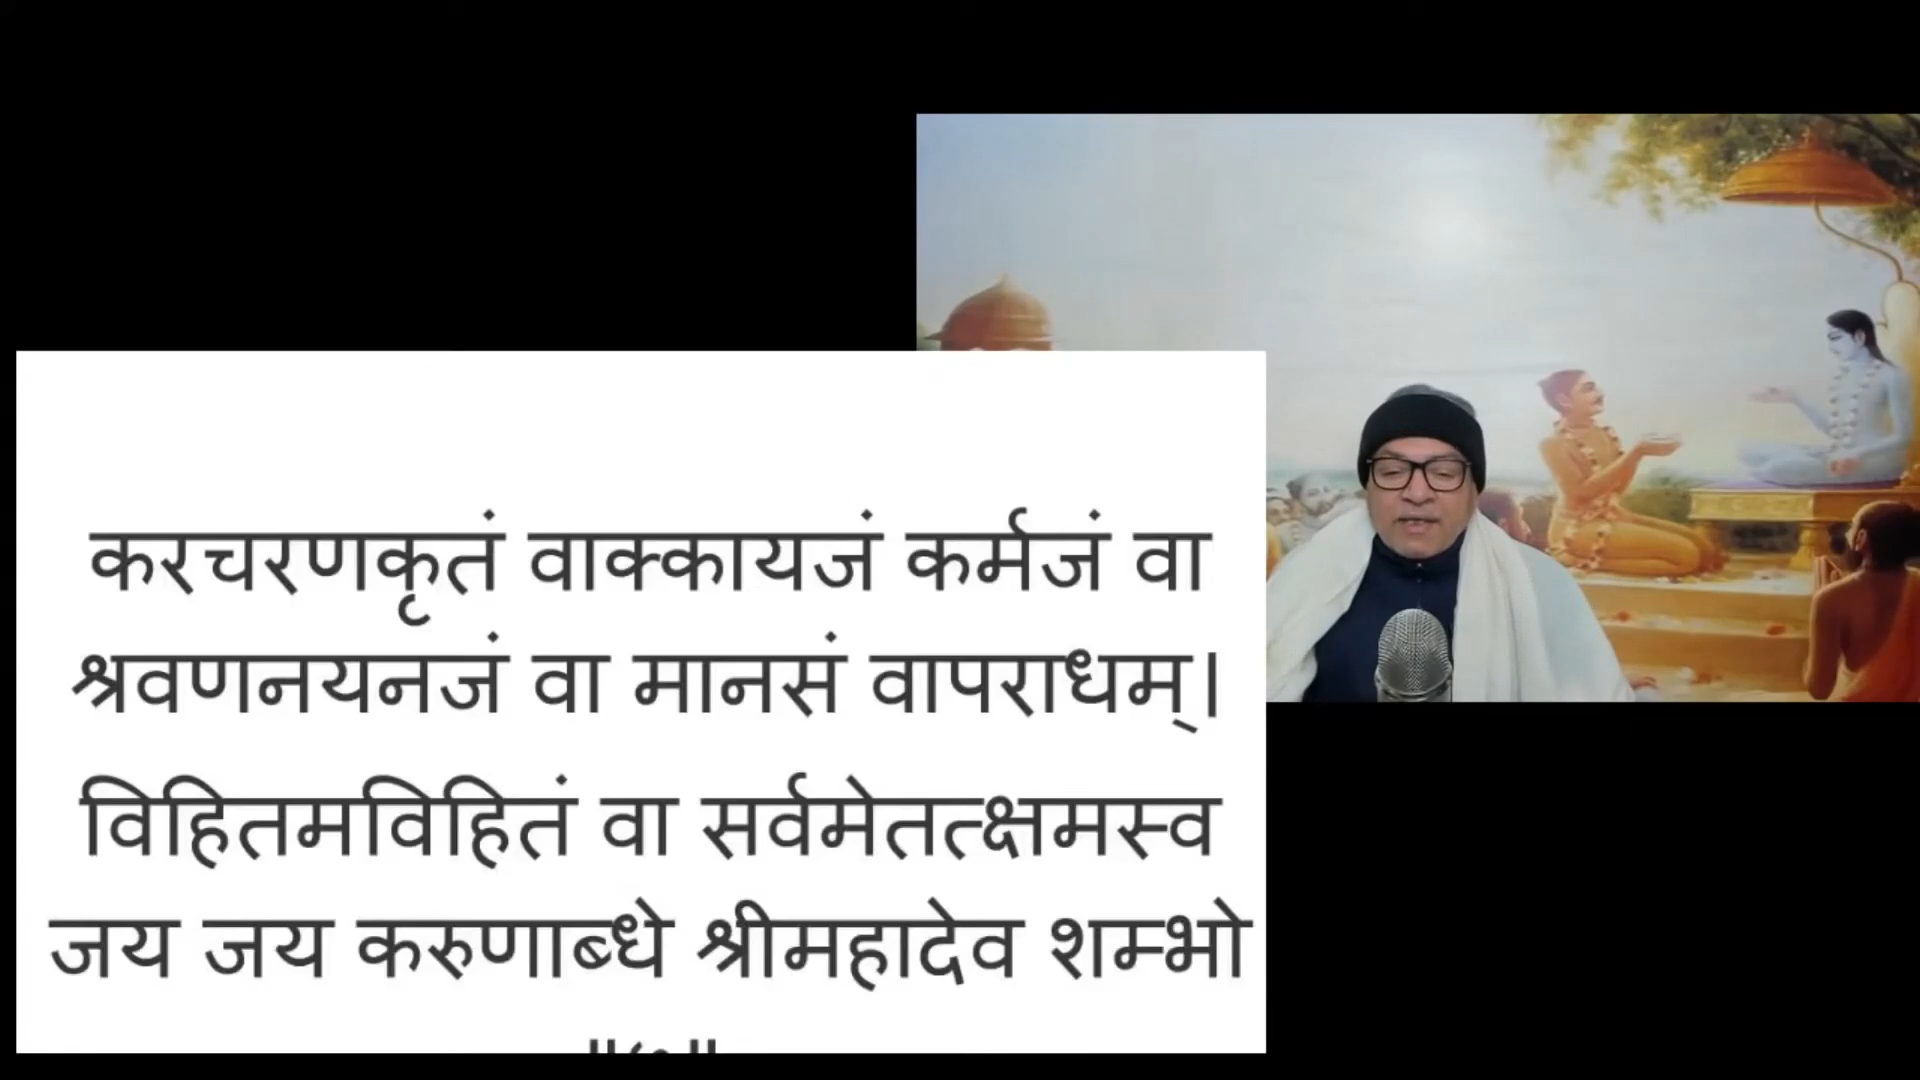 करचरणकृतं वाक्कायजं कर्मजं वा
श्रवणनयनजं वा मानसं वापराधम्।
विहितमविहितं वा सर्वमेतत्क्षमस्व
जय जय करुणाब्धे श्रीमहादेव शम्भो